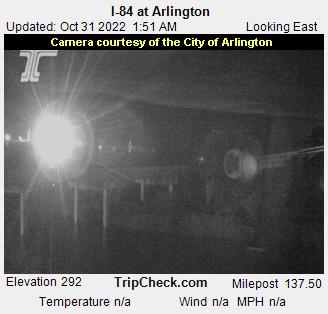 I-84 at Arlington
Updated: Oct 31 2022 1:51 AM Looking East
Camera courtesy of the City of Arlington
Elevation 292 TripCheck.com Milepost 137.50
Temperature n/a Wind n/a MPH n/a